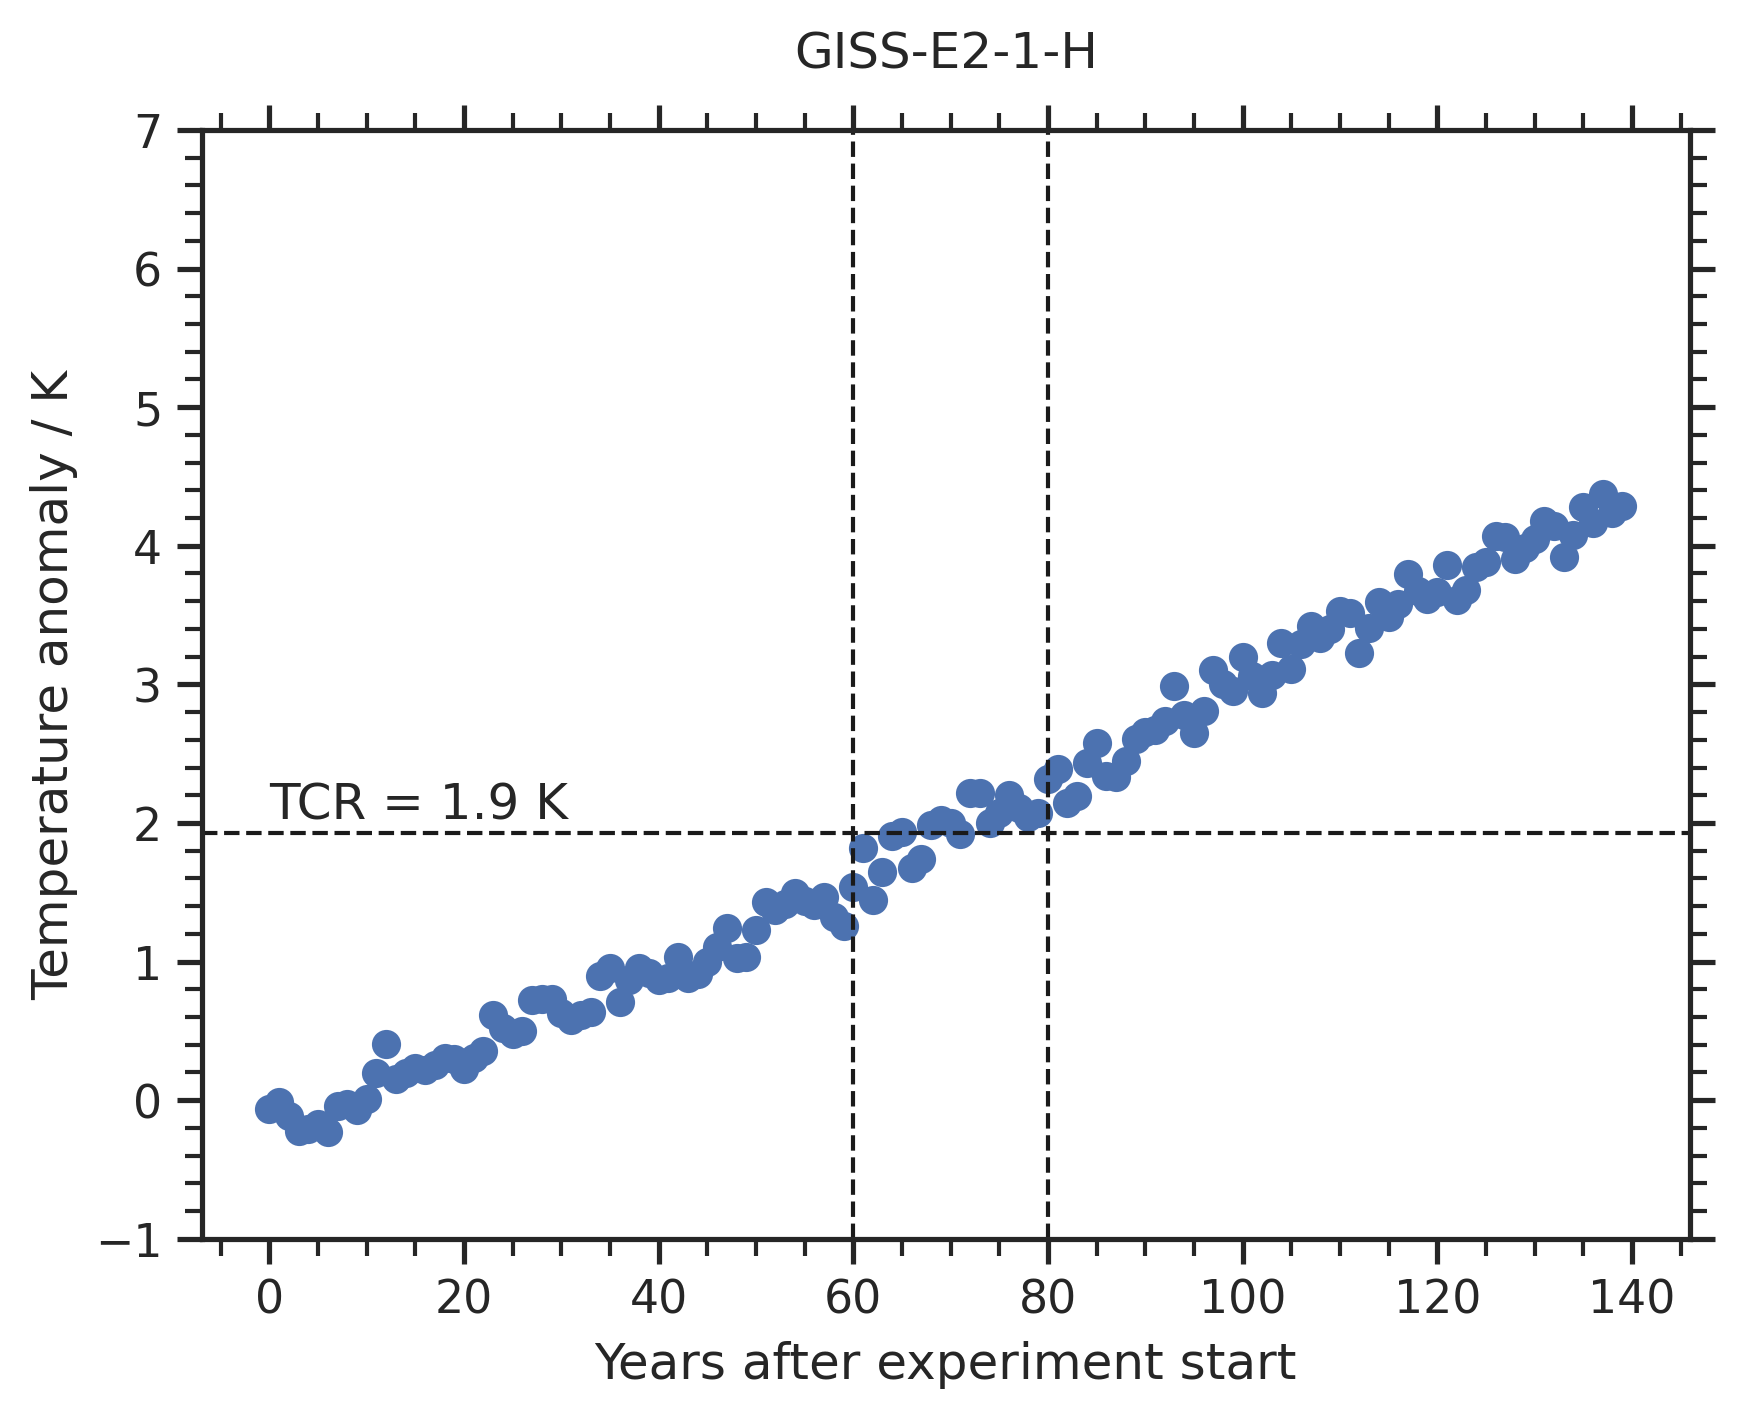 GISS-E2-1-H
7
6
5
4
3
2
1
0
−1
Temperature anomaly / K
TCR = 1.9 K
0 20 40 60 80 100 120 140
Years after experiment start